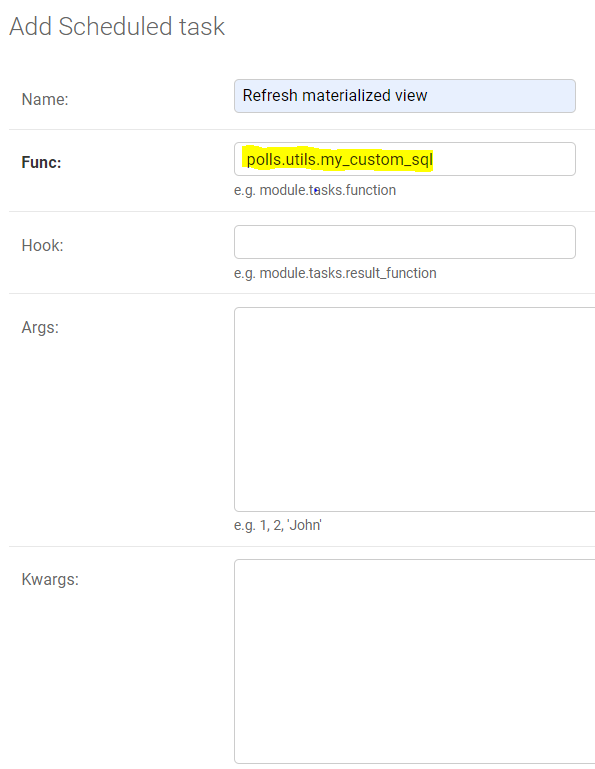 Add Scheduled task
Name:
Refresh materialized view
Func:
polls.utils.my_custom_sql
e.g. module.tasks.function
Hook:
e.g. module.tasks.result_function
Args:
e.g. 1, 2, 'John'
Kwargs: